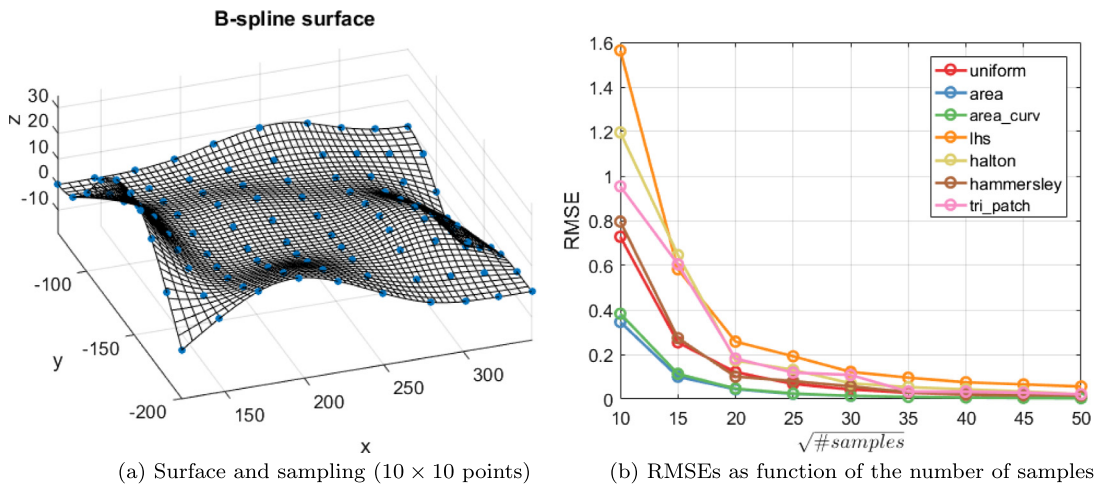 B-spline surface
30
20
10
0
-10
z
-100
-150
-200
y
150
200
250
300
x
(a) Surface and sampling (10 × 10 points)
1.6
1.4
1.2
1
0.8
0.6
0.4
0.2
0
RMSE
uniform
area
area_curv
lhs
halton
hammersley
tri_patch
10 15 20 25 30 35 40 45 50
√#samples
(b) RMSEs as function of the number of samples